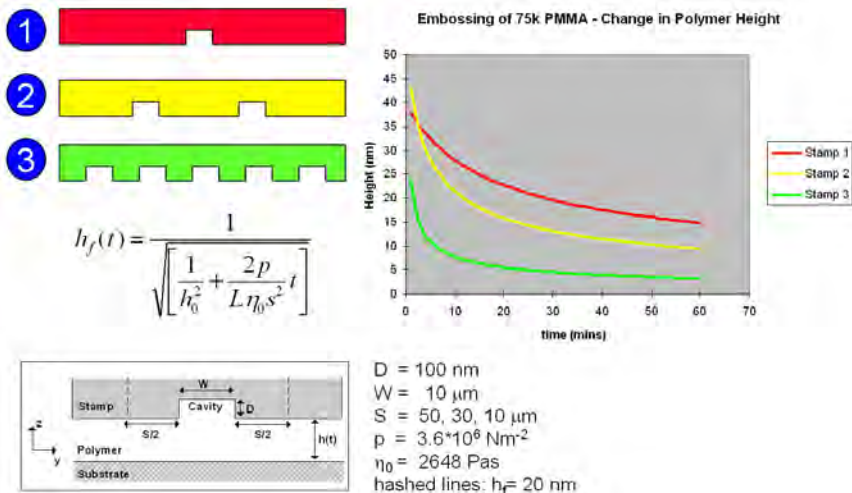 1
2
3
h_f(t) = 1 / √[1/h_0^2 + 2p/(L η_0 s^2) t]
Embossing of 75k PMMA - Change in Polymer Height
50
45
40
35
30
25
20
15
10
5
0
Height (nm)
0 10 20 30 40 50 60 70
time (mins)
Stamp 1
Stamp 2
Stamp 3
W
Stamp
Cavity
D
z
y
S/2
S/2
h(t)
Polymer
Substrate
D = 100 nm
W = 10 μm
S = 50, 30, 10 μm
p = 3.6*10^6 Nm^-2
η_0 = 2648 Pas
hashed lines: h_f= 20 nm